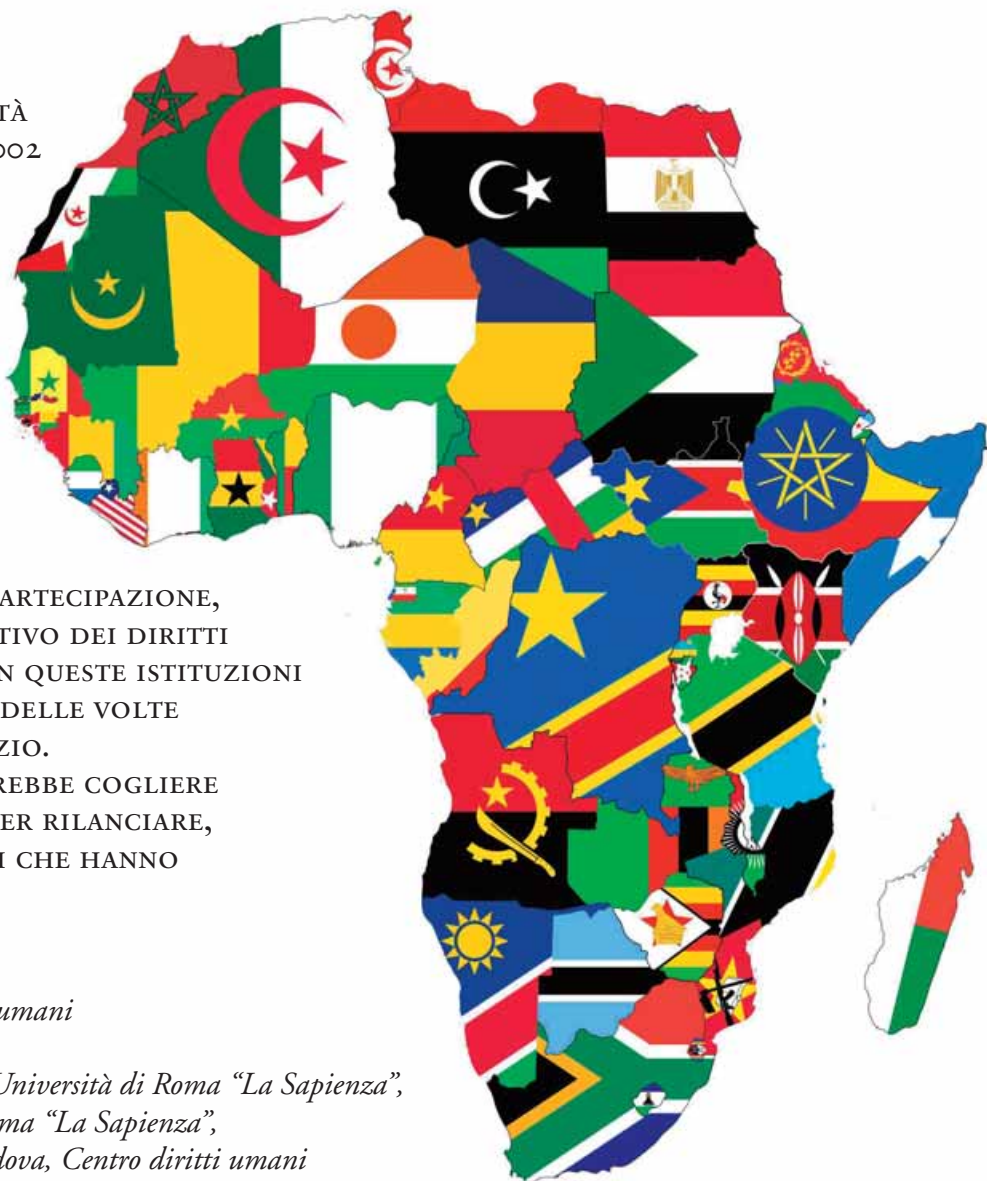 TÀ
002
ARTECIPAZIONE,
TIVO DEI DIRITTI
N QUESTE ISTITUZIONI
DELLE VOLTE
ZIO.
REBBE COGLIERE
ER RILANCIARE,
I CHE HANNO
umani
Università di Roma “La Sapienza”,
ma “La Sapienza”,
dova, Centro diritti umani